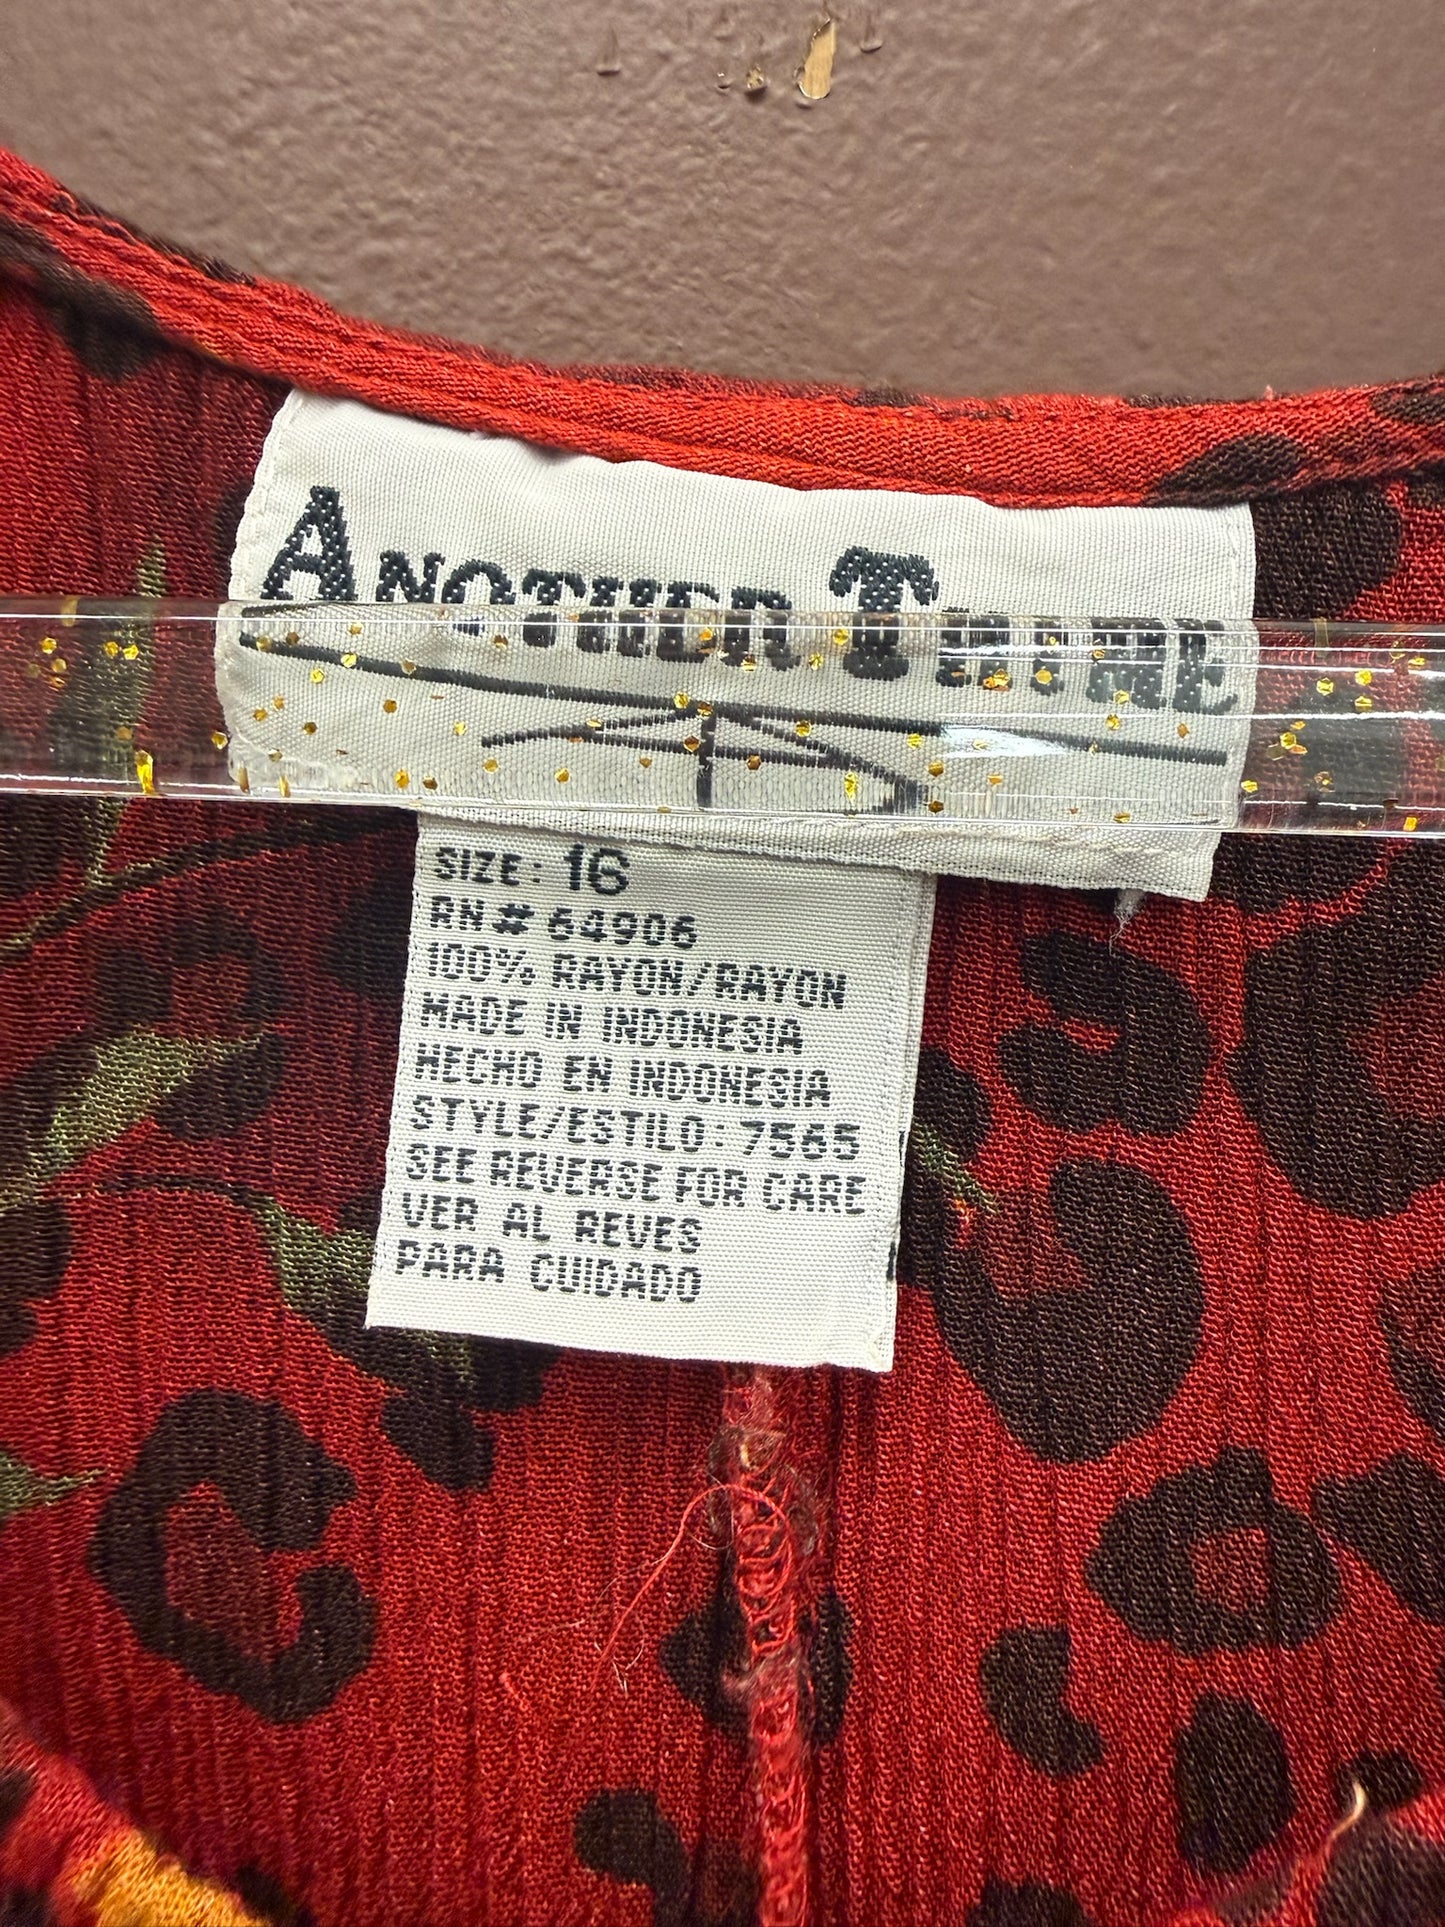 ANOTHER THYME
SIZE: 16
RN# 64906
100% RAYON/RAYON
MADE IN INDONESIA
HECHO EN INDONESIA
STYLE/ESTILO: 7565
SEE REVERSE FOR CARE
VER AL REVES
PARA CUIDADO